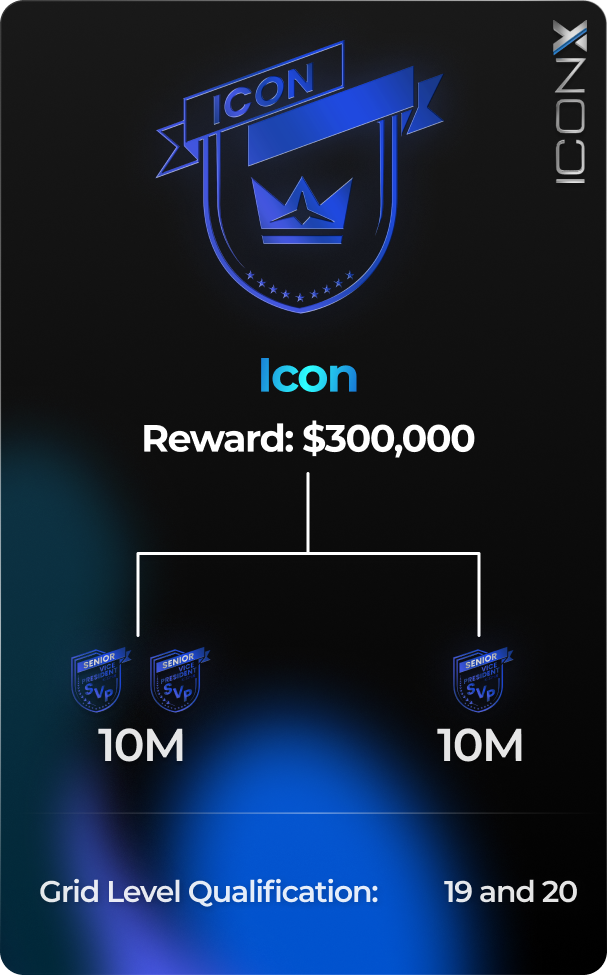 ICONX
ICON
Icon
Reward: $300,000
SENIOR
VICE
PRESIDENT
SVP
SENIOR
VICE
PRESIDENT
SVP
SENIOR
VICE
PRESIDENT
SVP
10M
10M
Grid Level Qualification: 19 and 20